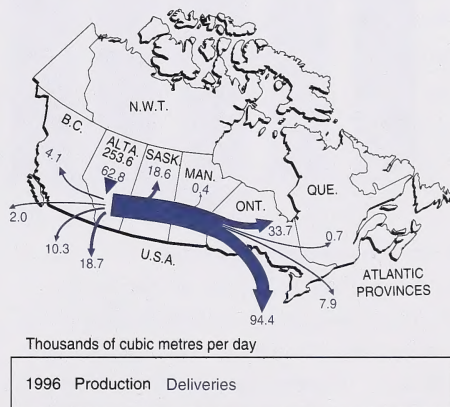 N.W.T.
B.C.
ALTA.
253.6
62.8
SASK
18.6
MAN.
0.4
ONT.
QUE.
4.1
2.0
10.3
18.7
U.S.A.
33.7
0.7
7.9
94.4
ATLANTIC
PROVINCES
Thousands of cubic metres per day
1996 Production Deliveries